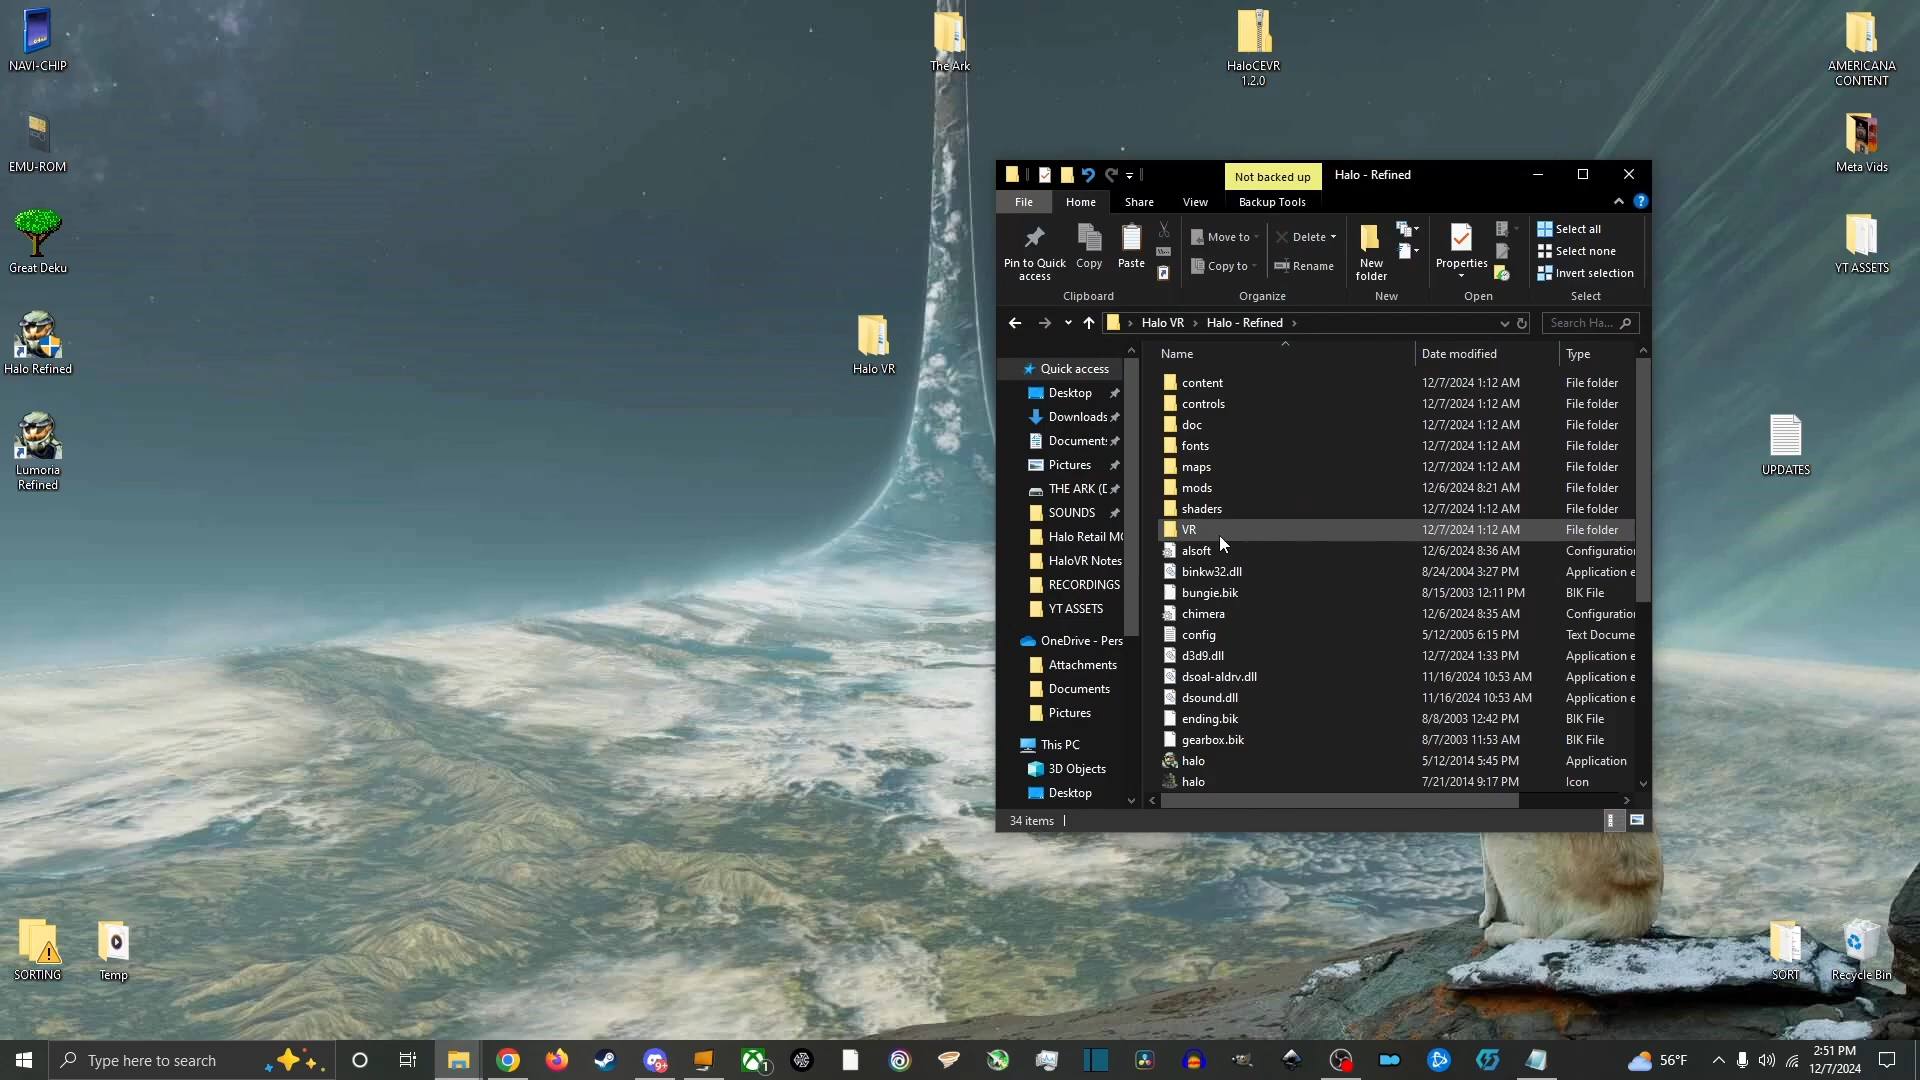 NAVI-CHIP
EMU-ROM
Great Deku
Halo Refined
Lumoria
Refined
SORTING
Temp
The Ark
Halo VR
HaloCEVR
1.2.0
AMERICANA
CONTENT
Meta Vids
YT ASSETS
UPDATES
SORT
Recycle Bin
Not backed up
Halo - Refined
File
Home
Share
View
Backup Tools
Pin to Quick
access
Copy
Paste
Move to
Copy to
Delete
Rename
New
folder
Properties
Select all
Select none
Invert selection
Clipboard
Organize
New
Open
Select
Halo VR
Halo - Refined
Search Ha...
Quick access
Desktop
Downloads
Document
Pictures
THE ARK (
SOUNDS
Halo Retail M
HaloVR Notes
RECORDINGS
YT ASSETS
OneDrive - Pers
Attachments
Documents
Pictures
This PC
3D Objects
Desktop
Name Date modified Type
content 12/7/2024 1:12 AM File folder
controls 12/7/2024 1:12 AM File folder
doc 12/7/2024 1:12 AM File folder
fonts 12/7/2024 1:12 AM File folder
maps 12/7/2024 1:12 AM File folder
mods 12/6/2024 8:21 AM File folder
shaders 12/7/2024 1:12 AM File folder
VR 12/7/2024 1:12 AM File folder
alsoft 12/6/2024 8:36 AM Configuratio
binkw32.dll 8/24/2004 3:27 PM Application e
bungie.bik 8/15/2003 12:11 PM BIK File
chimera 12/6/2024 8:35 AM Configuratio
config 5/12/2005 6:15 PM Text Docume
d3d9.dll 12/7/2024 1:33 PM Application e
dsoal-aldrv.dll 11/16/2024 10:53 AM Application e
dsound.dll 11/16/2024 10:53 AM Application e
ending.bik 8/8/2003 12:42 PM BIK File
gearbox.bik 8/7/2003 11:53 AM BIK File
halo 5/12/2014 5:45 PM Application
halo 7/21/2014 9:17 PM Icon
34 items
Type here to search
9+
1
56°F
2:51 PM
12/7/2024